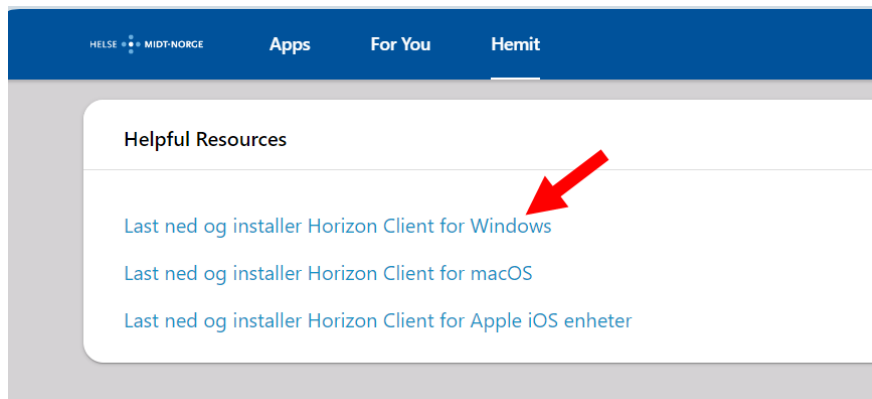 HELSE MIDT-NORGE Apps For You Hemit
Helpful Resources
Last ned og installer Horizon Client for Windows
Last ned og installer Horizon Client for macOS
Last ned og installer Horizon Client for Apple iOS enheter